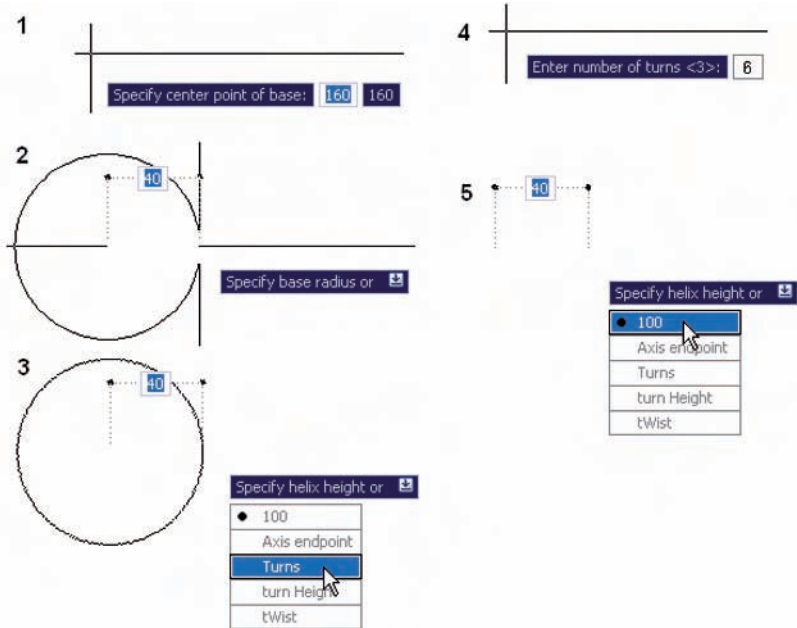 1
Specify center point of base: 160 160
2
40
Specify base radius or
3
40
Specify helix height or
100
Axis endpoint
Turns
turn Height
tWist
4
Enter number of turns <3>: 6
5
40
Specify helix height or
100
Axis endpoint
Turns
turn Height
tWist